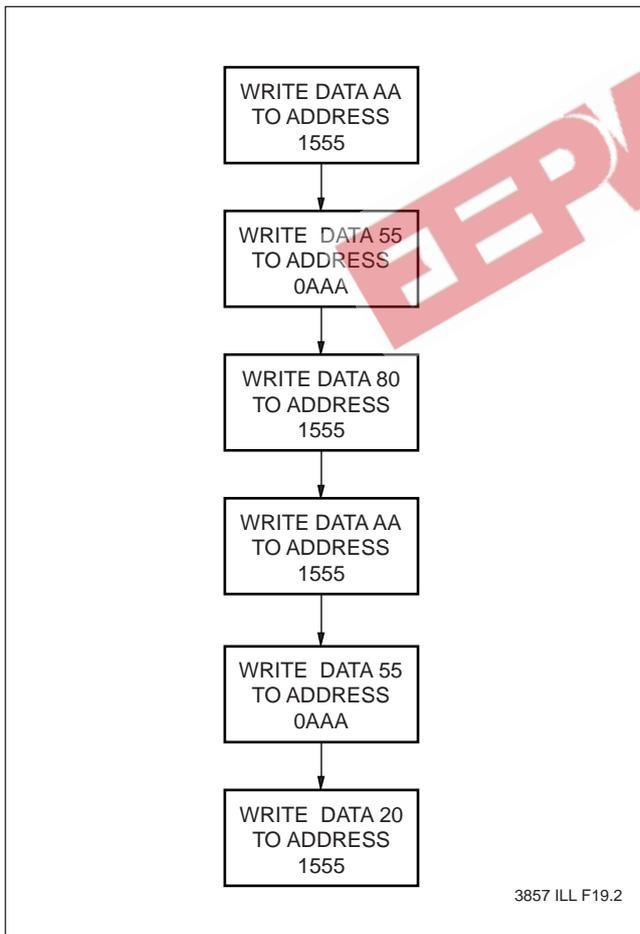 WRITE DATA AA
TO ADDRESS
1555
WRITE DATA 55
TO ADDRESS
0AAA
WRITE DATA 80
TO ADDRESS
1555
WRITE DATA AA
TO ADDRESS
1555
WRITE DATA 55
TO ADDRESS
0AAA
WRITE DATA 20
TO ADDRESS
1555
3857 ILL F19.2